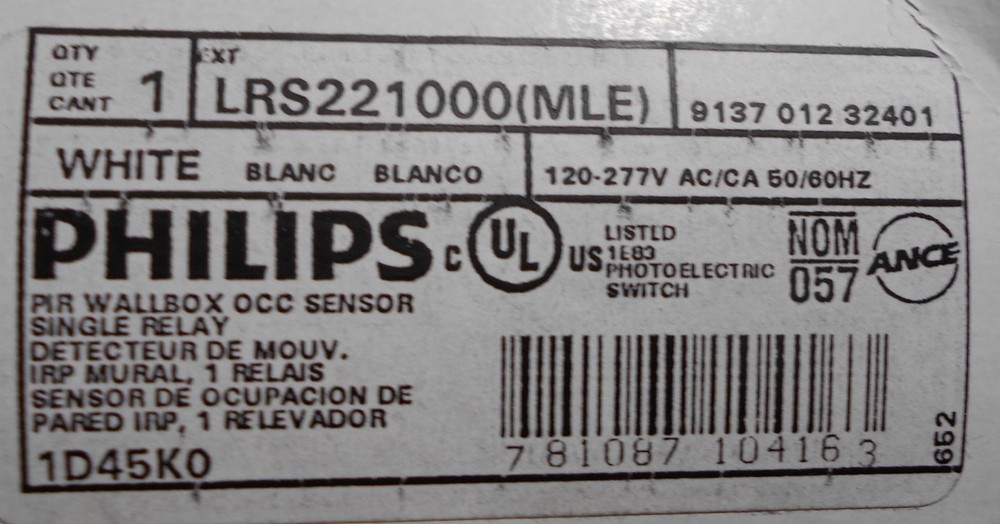 QTY
QTE
CANT 1
EXT
LRS221000(MLE)
9137 012 32401
WHITE BLANC BLANCO
120-277V AC/CA 50/60HZ
PHILIPS
C UL US
LISTED
1E83
PHOTOELECTRIC
SWITCH
NOM
057
ANCE
PIR WALLBOX OCC SENSOR
SINGLE RELAY
DETECTEUR DE MOUV.
IRP MURAL, 1 RELAIS
SENSOR DE OCUPACION DE
PARED IRP, 1 RELEVADOR
1D45K0
7 81087 10416 3
652